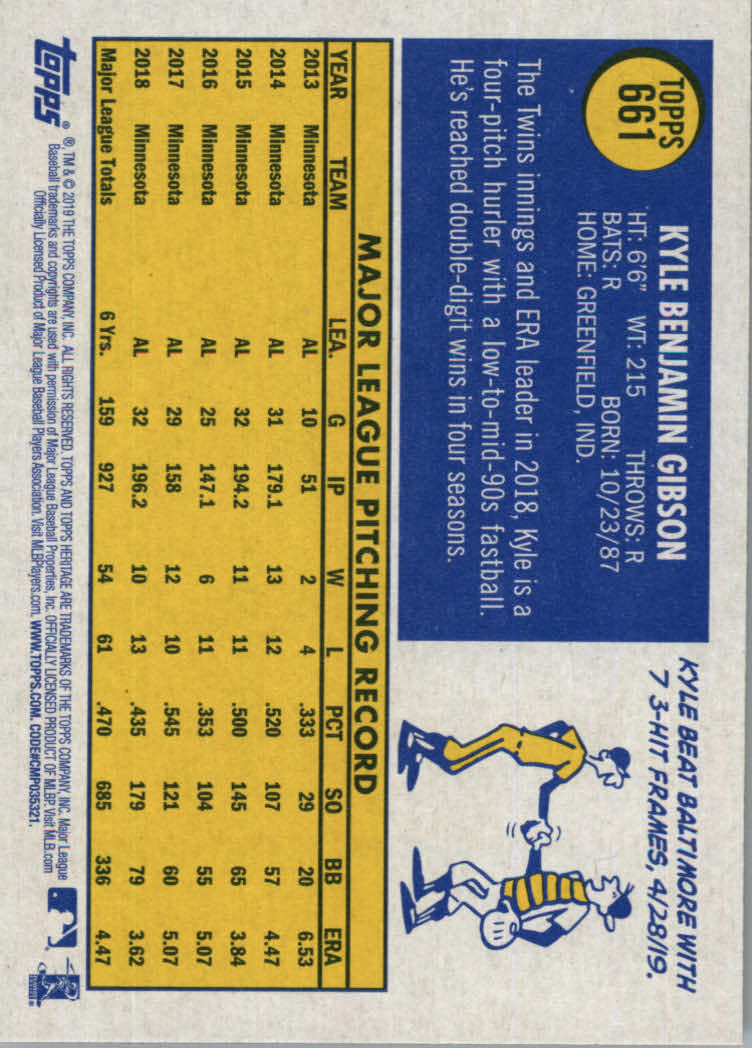 TOPPS
661
KYLE BENJAMIN GIBSON
HT: 6'6" WT: 215 THROWS: R
BATS: R BORN: 10/23/87
HOME: GREENFIELD, IND.
The Twins innings and ERA leader in 2018, Kyle is a
four-pitch hurler with a low-to-mid-90s fastball.
He's reached double-digit wins in four seasons.
KYLE BEAT BALTIMORE WITH
7 3-HIT FRAMES, 4/28/19.
MAJOR LEAGUE PITCHING RECORD
YEAR TEAM LEA. G IP W L PCT SO BB ERA
2013 Minnesota AL 10 51 2 4 .333 29 20 6.53
2014 Minnesota AL 31 179.1 13 12 .520 107 57 4.47
2015 Minnesota AL 32 194.2 11 11 .500 145 65 3.84
2016 Minnesota AL 25 147.1 6 11 .353 104 55 5.07
2017 Minnesota AL 29 158 12 10 .545 121 60 5.07
2018 Minnesota AL 32 196.2 10 13 .435 179 79 3.62
Major League Totals 6 Yrs. 159 927 54 61 .470 685 336 4.47
topps®
®, TM & © 2019 THE TOPPS COMPANY, INC. ALL RIGHTS RESERVED. TOPPS AND TOPPS HERITAGE ARE TRADEMARKS OF THE TOPPS COMPANY, INC. Major League
Baseball trademarks and copyrights are used with permission of Major League Baseball Properties, Inc. OFFICIALLY LICENSED PRODUCT OF MLBP. Visit MLB.com
Officially Licensed Product of Major League Baseball Players Association. Visit MLBPlayers.com. WWW.TOPPS.COM. CODE#CMP035321.